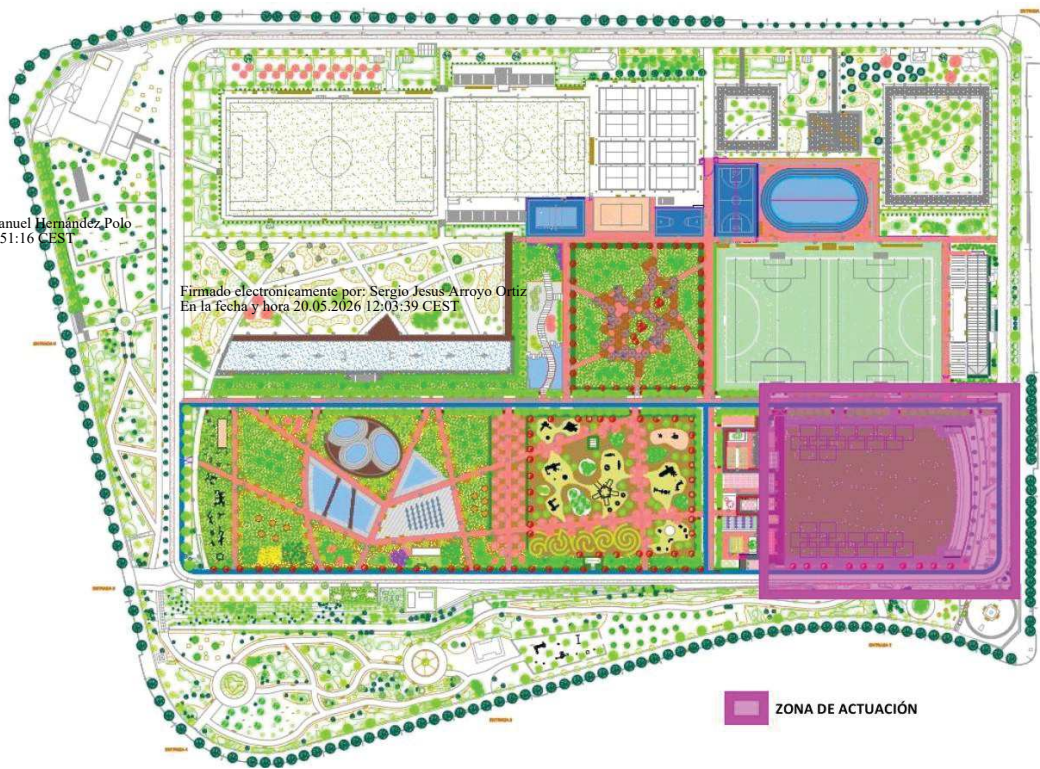 anuel Hernández Polo
51:16 CEST
Firmado electronicamente por: Sergio Jesus Arroyo Ortiz
En la fecha y hora 20.05.2026 12:03:39 CEST
ZONA DE ACTUACIÓN